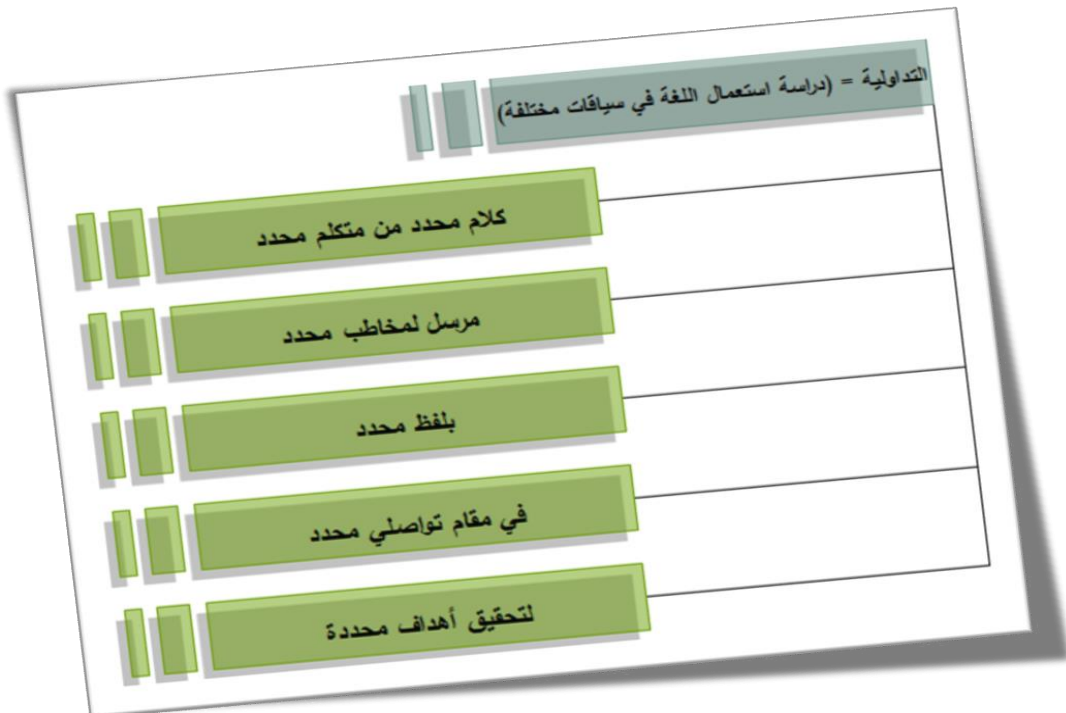 التداولية = (دراسة استعمال اللغة في سياقات مختلفة)
كلام محدد من متكلم محدد
مرسل لمخاطب محدد
بلفظ محدد
في مقام تواصلي محدد
لتحقيق أهداف محددة